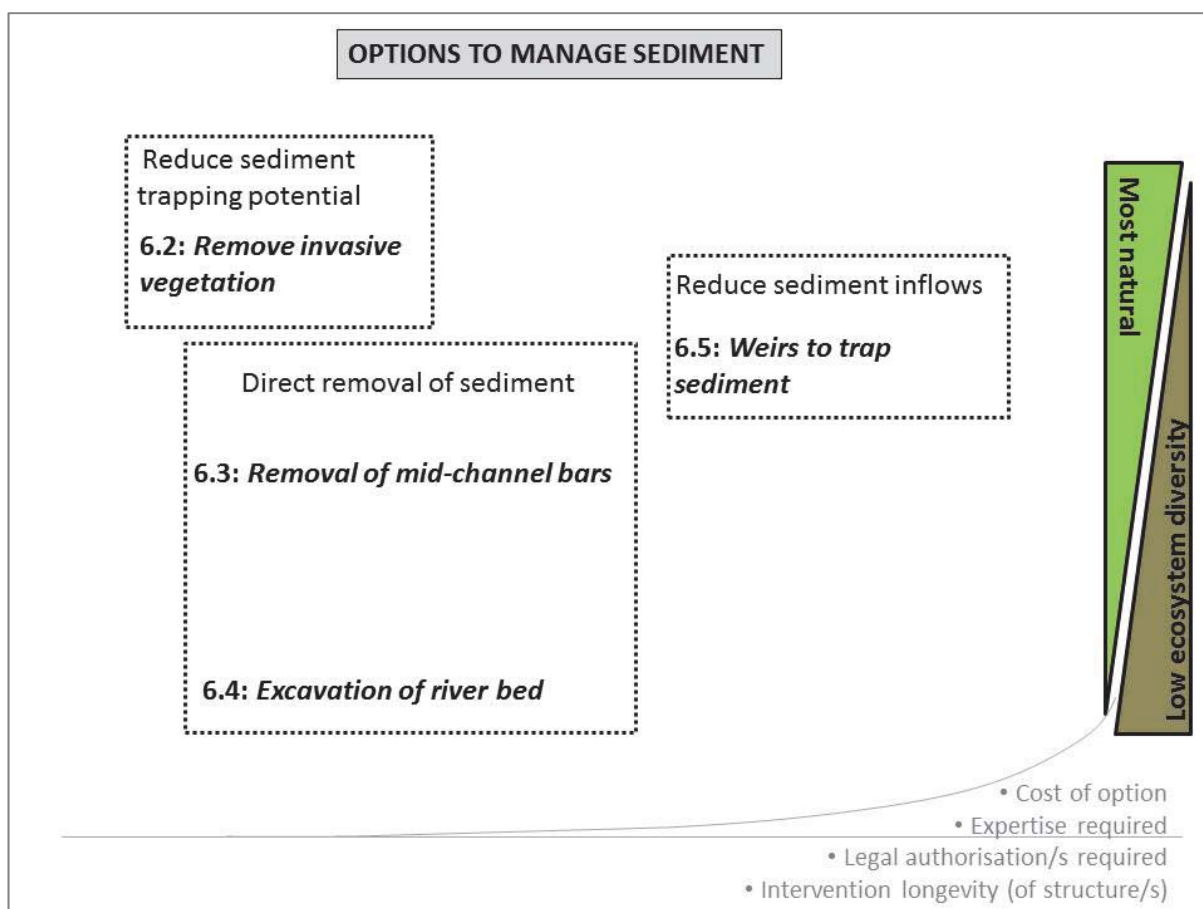 OPTIONS TO MANAGE SEDIMENT
Reduce sediment
trapping potential
6.2: Remove invasive
vegetation
Direct removal of sediment
6.3: Removal of mid-channel bars
6.4: Excavation of river bed
Reduce sediment inflows
6.5: Weirs to trap
sediment
Most natural
Low ecosystem diversity
• Cost of option
• Expertise required
• Legal authorisation/s required
• Intervention longevity (of structure/s)